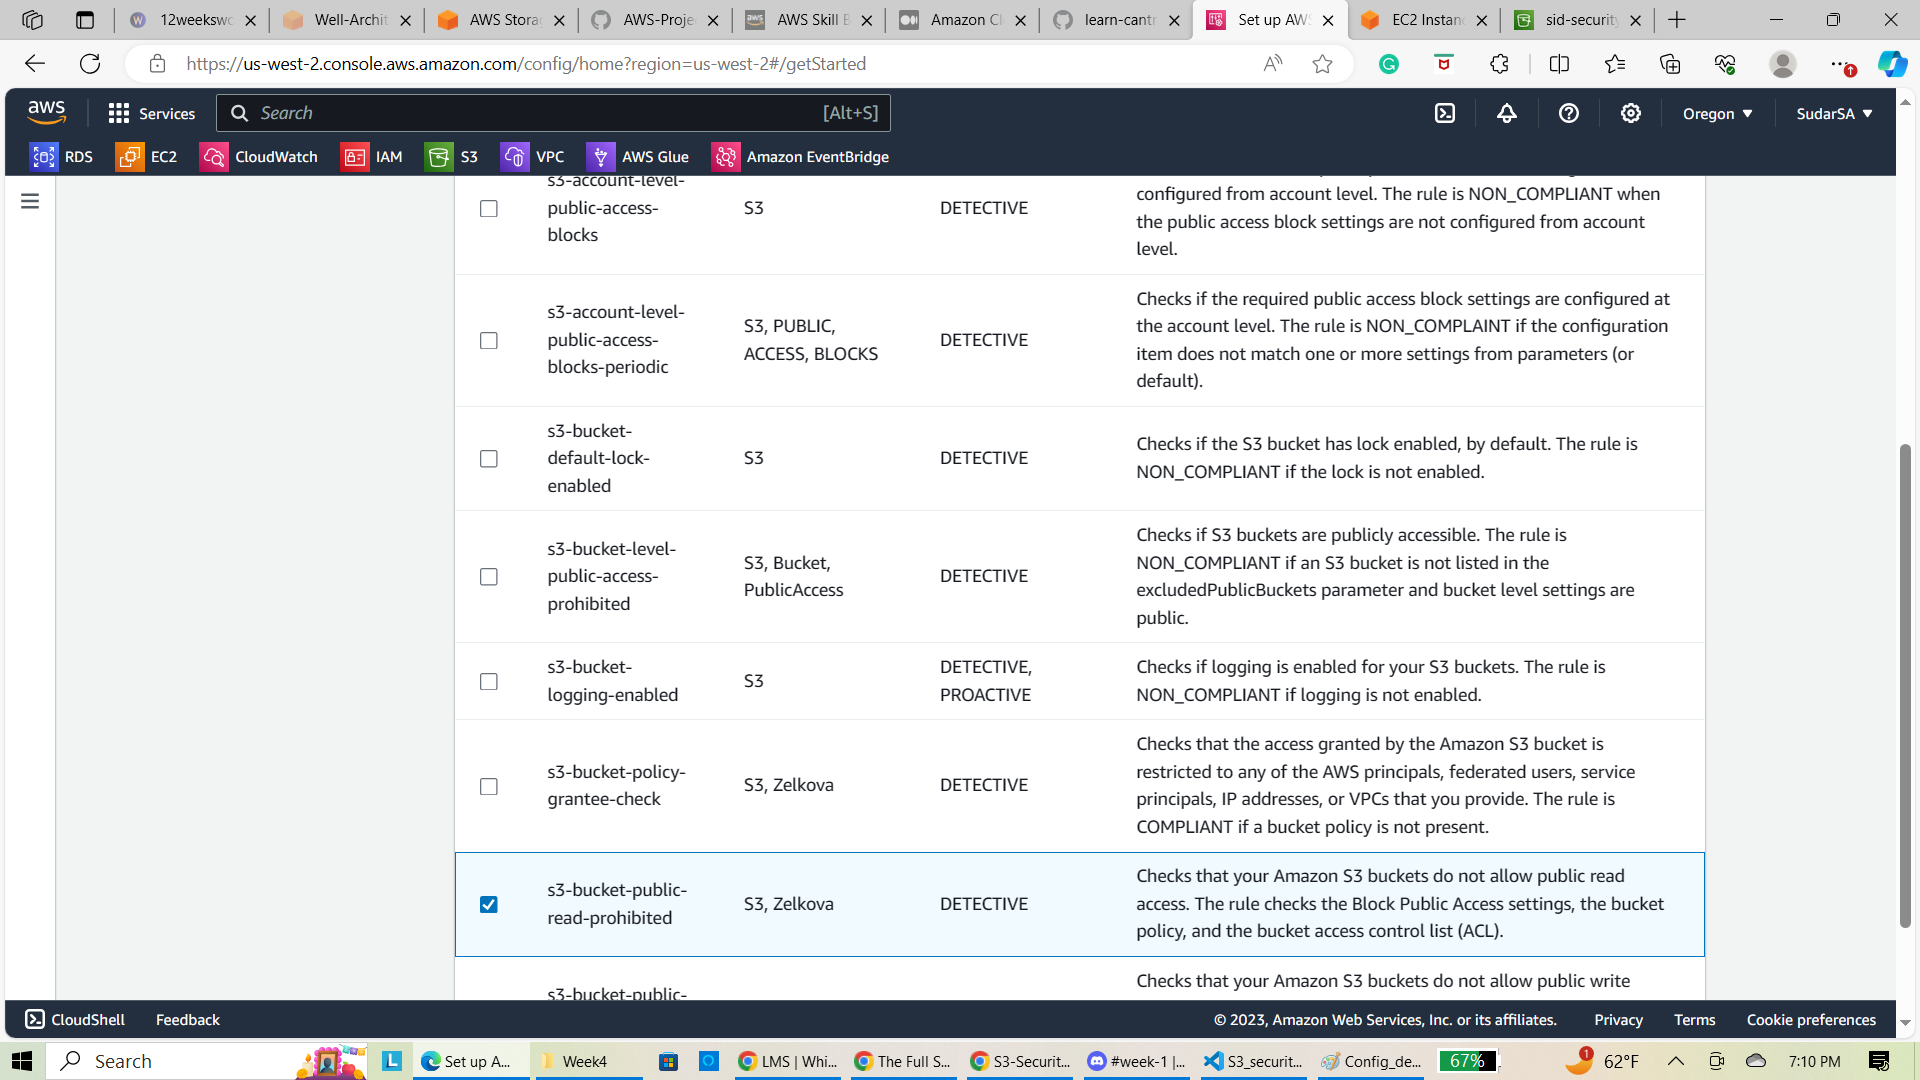 12weekswo
Well-Archit
AWS Storag
AWS-Proje
AWS Skill B
Amazon Cl
learn-cantr
Set up AWS
EC2 Instan
sid-security
https://us-west-2.console.aws.amazon.com/config/home?region=us-west-2#/getStarted
aws
Services
Search
[Alt+S]
Oregon
SudarSA
RDS
EC2
CloudWatch
IAM
S3
VPC
AWS Glue
Amazon EventBridge
s3-account-level-
public-access-
blocks
S3
DETECTIVE
configured from account level. The rule is NON_COMPLIANT when
the public access block settings are not configured from account
level.
s3-account-level-
public-access-
blocks-periodic
S3, PUBLIC,
ACCESS, BLOCKS
DETECTIVE
Checks if the required public access block settings are configured at
the account level. The rule is NON_COMPLAINT if the configuration
item does not match one or more settings from parameters (or
default).
s3-bucket-
default-lock-
enabled
S3
DETECTIVE
Checks if the S3 bucket has lock enabled, by default. The rule is
NON_COMPLIANT if the lock is not enabled.
s3-bucket-level-
public-access-
prohibited
S3, Bucket,
PublicAccess
DETECTIVE
Checks if S3 buckets are publicly accessible. The rule is
NON_COMPLIANT if an S3 bucket is not listed in the
excludedPublicBuckets parameter and bucket level settings are
public.
s3-bucket-
logging-enabled
S3
DETECTIVE,
PROACTIVE
Checks if logging is enabled for your S3 buckets. The rule is
NON_COMPLIANT if logging is not enabled.
s3-bucket-policy-
grantee-check
S3, Zelkova
DETECTIVE
Checks that the access granted by the Amazon S3 bucket is
restricted to any of the AWS principals, federated users, service
principals, IP addresses, or VPCs that you provide. The rule is
COMPLIANT if a bucket policy is not present.
s3-bucket-public-
read-prohibited
S3, Zelkova
DETECTIVE
Checks that your Amazon S3 buckets do not allow public read
access. The rule checks the Block Public Access settings, the bucket
policy, and the bucket access control list (ACL).
s3-bucket-public-
Checks that your Amazon S3 buckets do not allow public write
CloudShell
Feedback
© 2023, Amazon Web Services, Inc. or its affiliates.
Privacy
Terms
Cookie preferences
Search
L
Set up A...
Week4
LMS | Whi...
The Full S...
S3-Securit...
#week-1 |...
S3_securit...
Config_de...
67%
1
62°F
7:10 PM